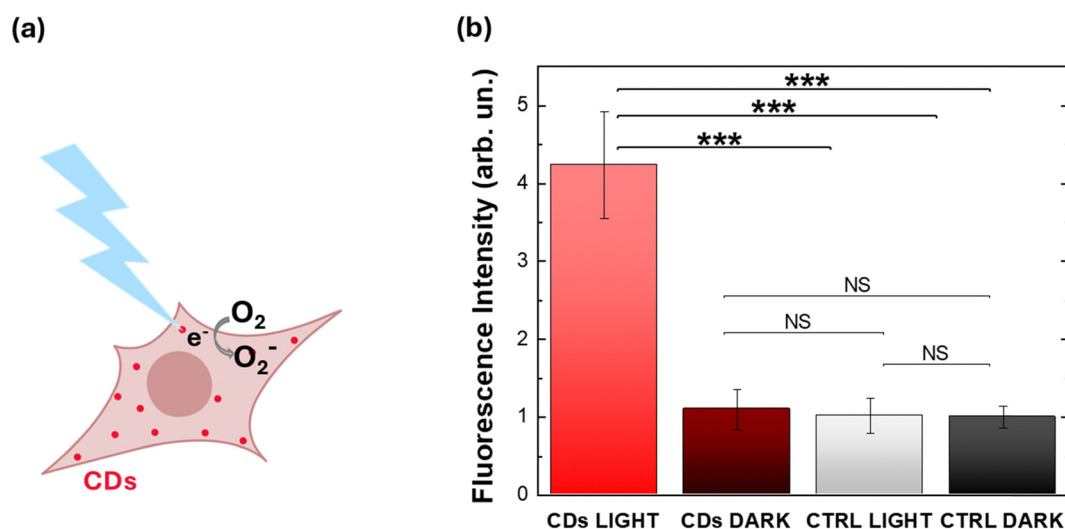 (a)
e⁻
O₂
O₂⁻
CDs
(b)
Fluorescence Intensity (arb. un.)
5
4
3
2
1
0
***
***
***
NS
NS
NS
CDs LIGHT CDs DARK CTRL LIGHT CTRL DARK